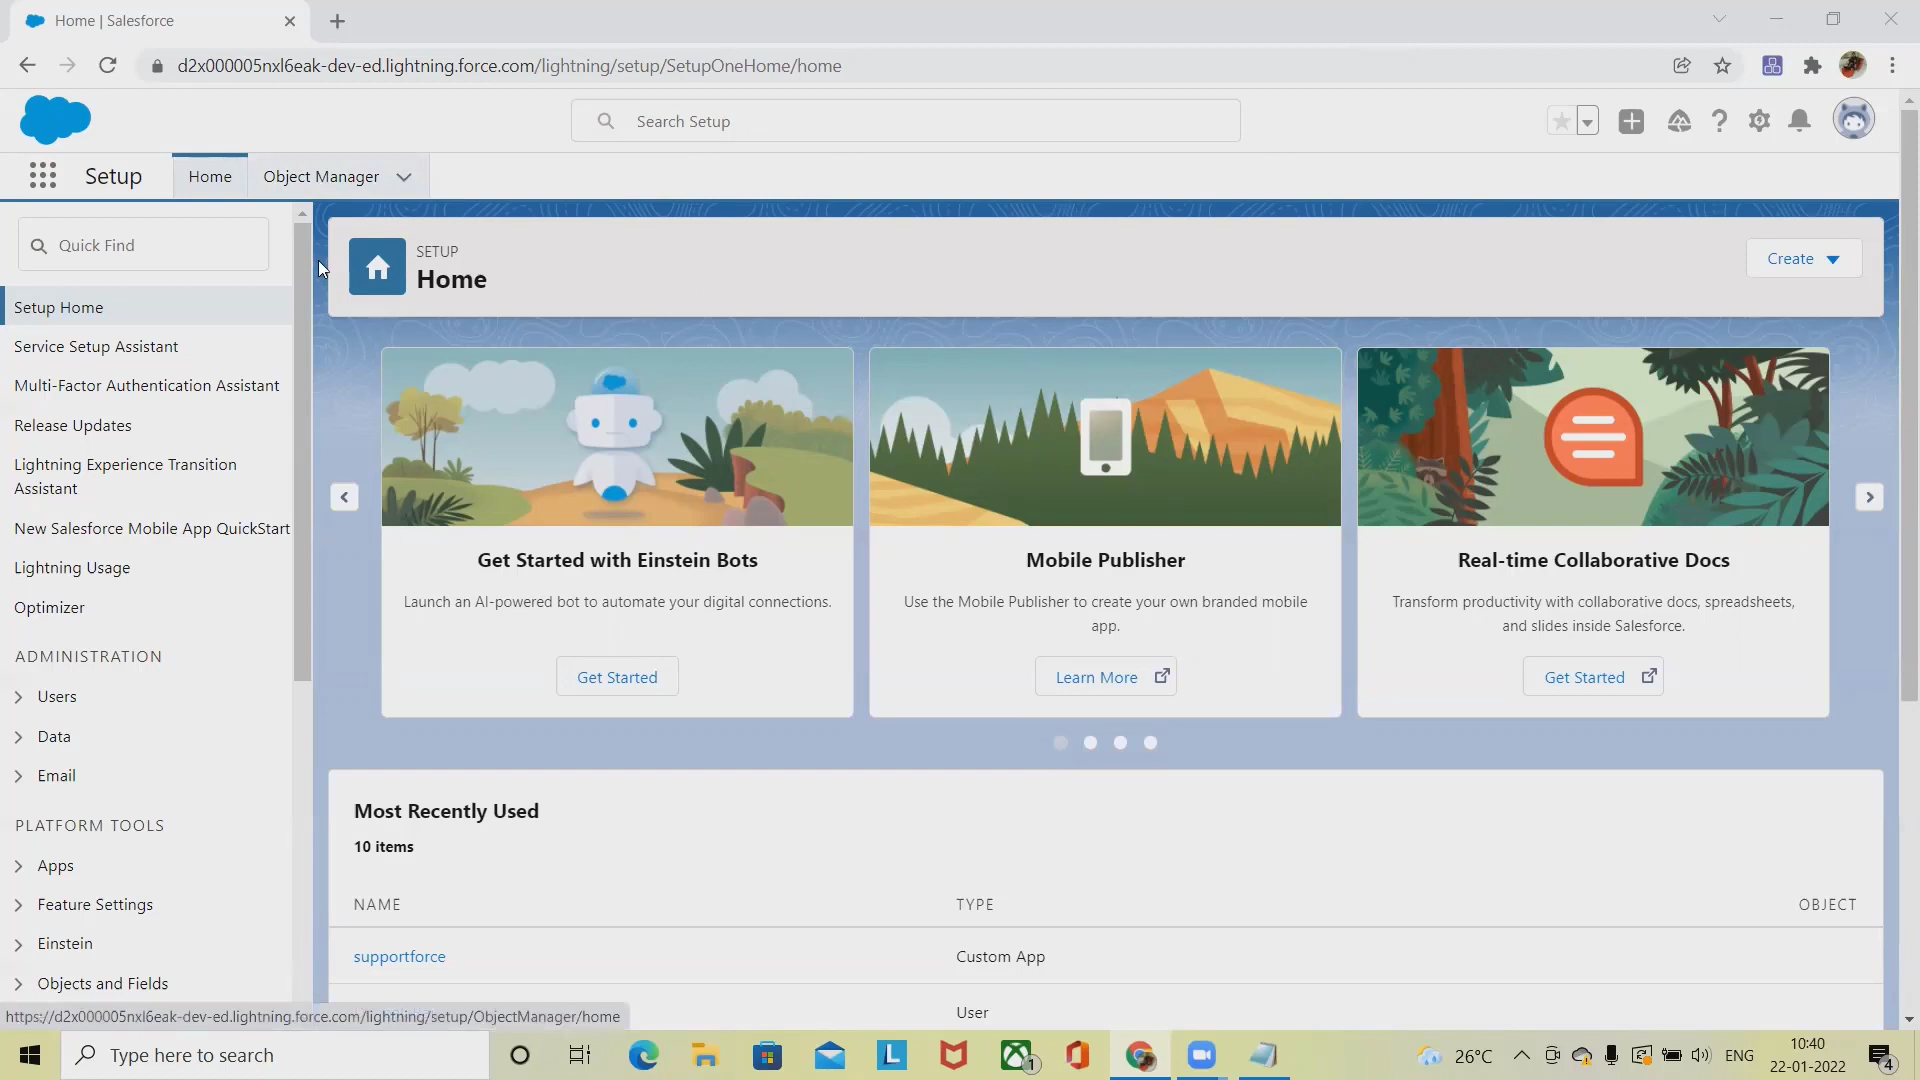 Home | Salesforce
d2x000005nxl6eak-dev-ed.lightning.force.com/lightning/setup/SetupOneHome/home
Search Setup
Setup
Home
Object Manager
Quick Find
Setup Home
Service Setup Assistant
Multi-Factor Authentication Assistant
Release Updates
Lightning Experience Transition
Assistant
New Salesforce Mobile App QuickStart
Lightning Usage
Optimizer
ADMINISTRATION
Users
Data
Email
PLATFORM TOOLS
Apps
Feature Settings
Einstein
Objects and Fields
SETUP
Home
Create
Get Started with Einstein Bots
Launch an AI-powered bot to automate your digital connections.
Get Started
Mobile Publisher
Use the Mobile Publisher to create your own branded mobile
app.
Learn More
Real-time Collaborative Docs
Transform productivity with collaborative docs, spreadsheets,
and slides inside Salesforce.
Get Started
Most Recently Used
10 items
NAME TYPE OBJECT
supportforce Custom App
User
https://d2x000005nxl6eak-dev-ed.lightning.force.com/lightning/setup/ObjectManager/home
Type here to search
L
1
26°C
ENG
10:40
22-01-2022
4